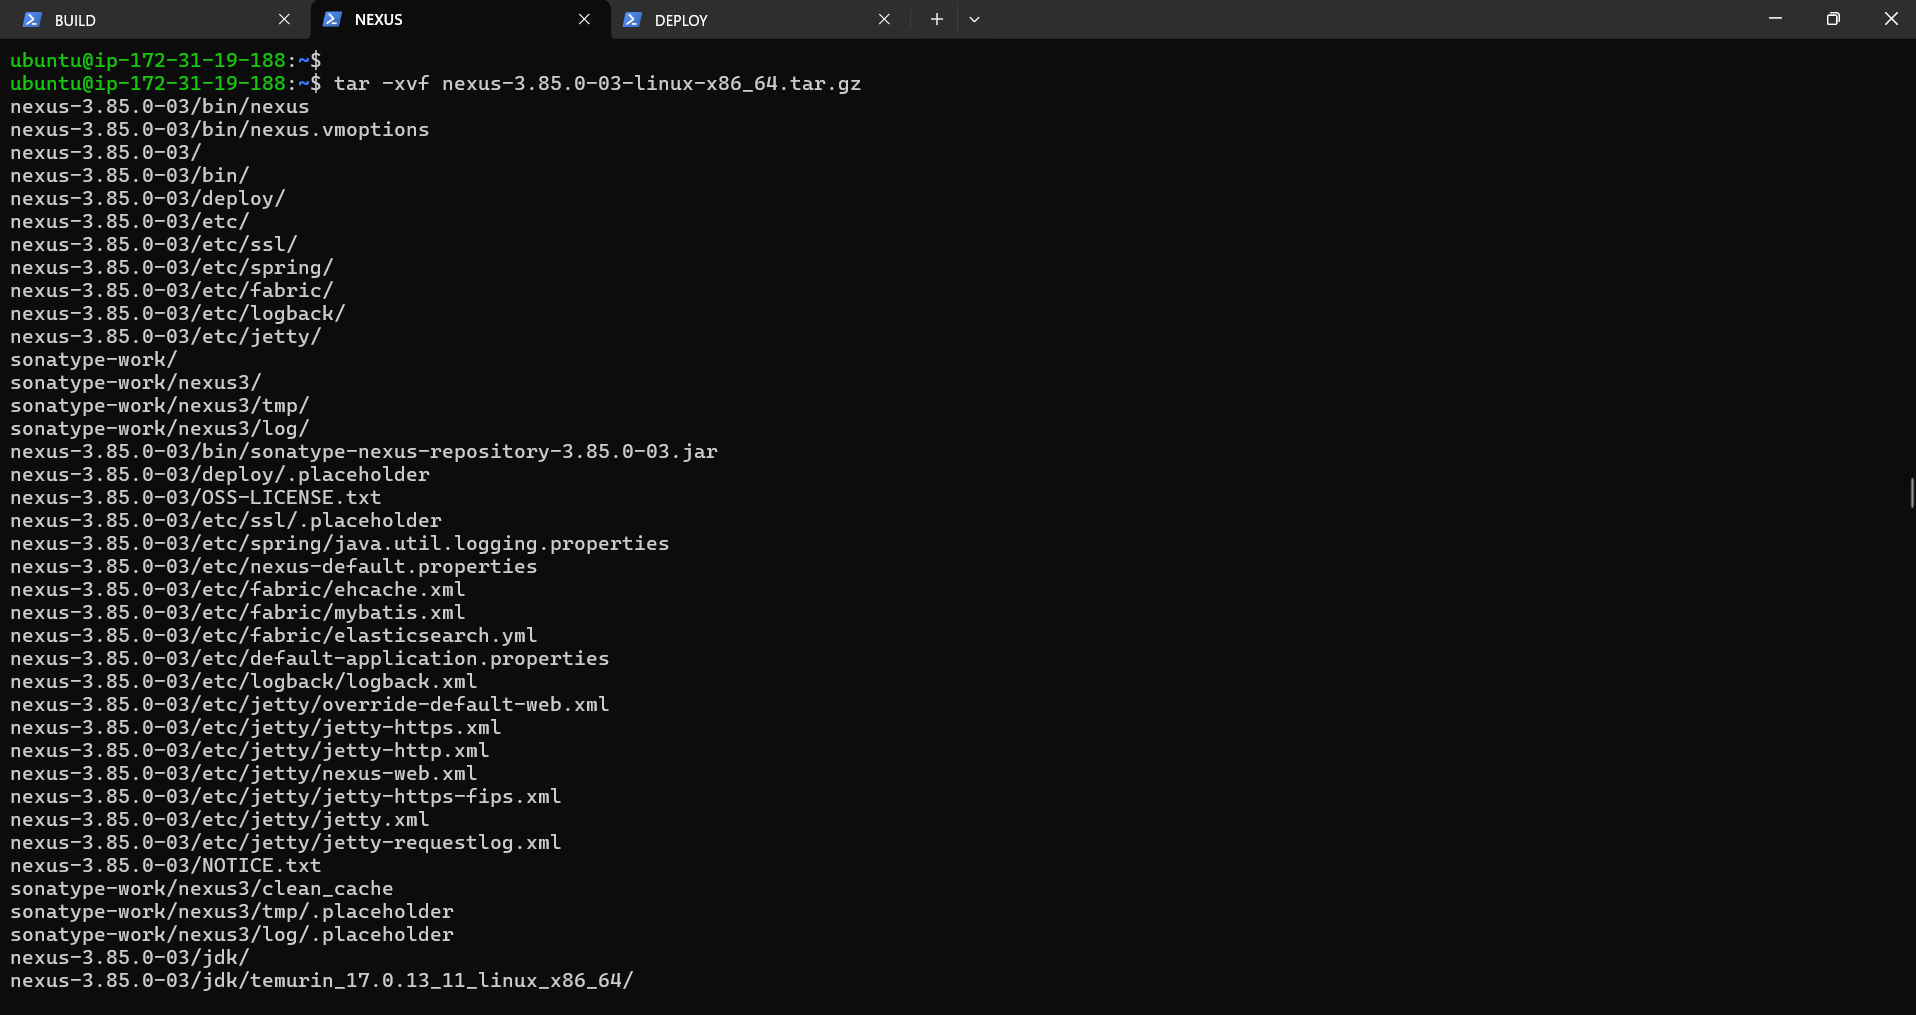 BUILD
NEXUS
DEPLOY
ubuntu@ip-172-31-19-188:~$
ubuntu@ip-172-31-19-188:~$ tar -xvf nexus-3.85.0-03-linux-x86_64.tar.gz
nexus-3.85.0-03/bin/nexus
nexus-3.85.0-03/bin/nexus.vmoptions
nexus-3.85.0-03/
nexus-3.85.0-03/bin/
nexus-3.85.0-03/deploy/
nexus-3.85.0-03/etc/
nexus-3.85.0-03/etc/ssl/
nexus-3.85.0-03/etc/spring/
nexus-3.85.0-03/etc/fabric/
nexus-3.85.0-03/etc/logback/
nexus-3.85.0-03/etc/jetty/
sonatype-work/
sonatype-work/nexus3/
sonatype-work/nexus3/tmp/
sonatype-work/nexus3/log/
nexus-3.85.0-03/bin/sonatype-nexus-repository-3.85.0-03.jar
nexus-3.85.0-03/deploy/.placeholder
nexus-3.85.0-03/OSS-LICENSE.txt
nexus-3.85.0-03/etc/ssl/.placeholder
nexus-3.85.0-03/etc/spring/java.util.logging.properties
nexus-3.85.0-03/etc/nexus-default.properties
nexus-3.85.0-03/etc/fabric/ehcache.xml
nexus-3.85.0-03/etc/fabric/mybatis.xml
nexus-3.85.0-03/etc/fabric/elasticsearch.yml
nexus-3.85.0-03/etc/default-application.properties
nexus-3.85.0-03/etc/logback/logback.xml
nexus-3.85.0-03/etc/jetty/override-default-web.xml
nexus-3.85.0-03/etc/jetty/jetty-https.xml
nexus-3.85.0-03/etc/jetty/jetty-http.xml
nexus-3.85.0-03/etc/jetty/nexus-web.xml
nexus-3.85.0-03/etc/jetty/jetty-https-fips.xml
nexus-3.85.0-03/etc/jetty/jetty.xml
nexus-3.85.0-03/etc/jetty/jetty-requestlog.xml
nexus-3.85.0-03/NOTICE.txt
sonatype-work/nexus3/clean_cache
sonatype-work/nexus3/tmp/.placeholder
sonatype-work/nexus3/log/.placeholder
nexus-3.85.0-03/jdk/
nexus-3.85.0-03/jdk/temurin_17.0.13_11_linux_x86_64/